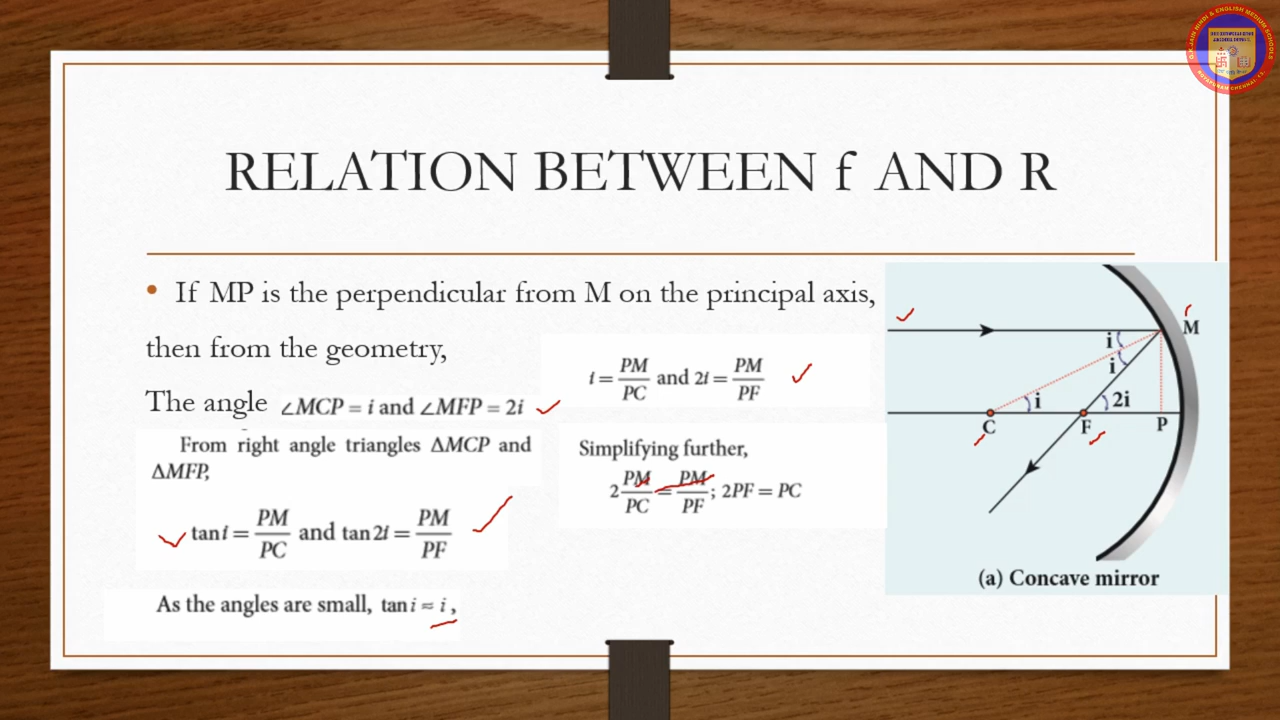 RELATION BETWEEN f AND R
• If MP is the perpendicular from M on the principal axis,
then from the geometry,
The angle ∠MCP = i and ∠MFP = 2i
From right angle triangles ΔMCP and
ΔMFP,
tan i = PM/PC and tan 2i = PM/PF
As the angles are small, tan i ≈ i ,
i = PM/PC and 2i = PM/PF
Simplifying further,
2 PM/PC = PM/PF ; 2PF = PC
M
i
i
i
2i
C
F
P
(a) Concave mirror